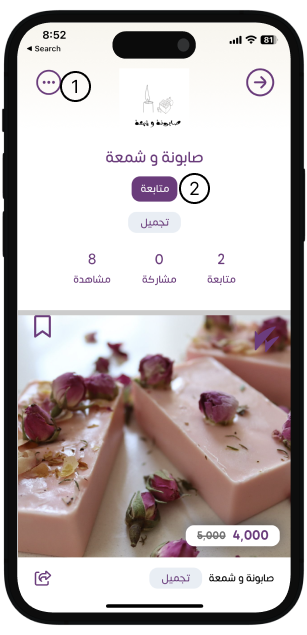 8:52
81
◀ Search
1
صابونة و شمعة
صابونة و شمعة
متابعة
2
تجميل
2 0 8
متابعة مشاركة مشاهدة
4,000 5,000
صابونة و شمعة تجميل